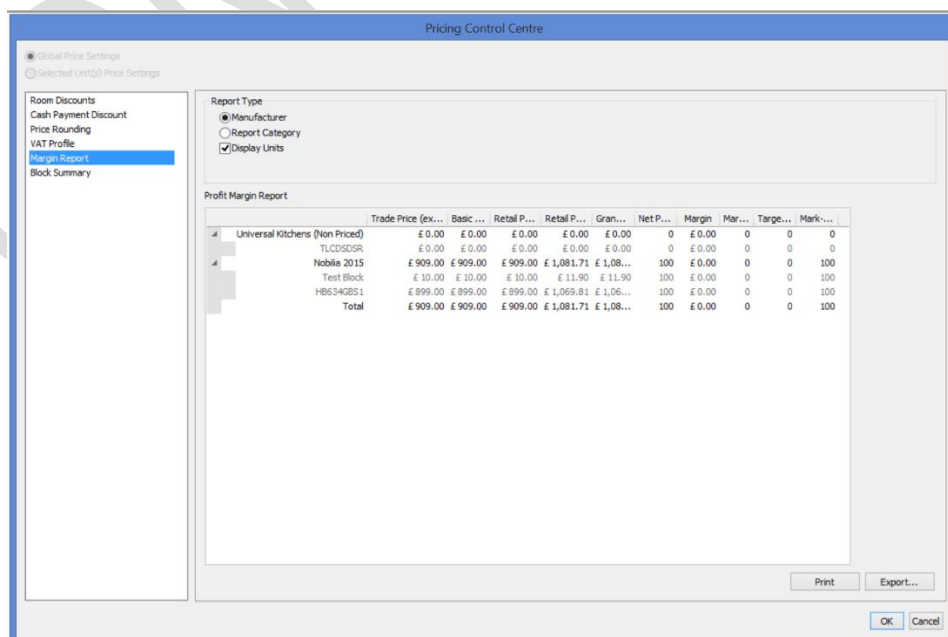 Pricing Control Centre
Global Price Settings
Selected Unit(s) Price Settings
Room Discounts
Cash Payment Discount
Price Rounding
VAT Profile
Margin Report
Block Summary
Report Type
Manufacturer
Report Category
Display Units
Profit Margin Report
Trade Price (ex... Basic ... Retail P... Retail P... Gran... Net P... Margin Mar... Targe... Mark-...
Universal Kitchens (Non Priced) £ 0.00 £ 0.00 £ 0.00 £ 0.00 £ 0.00 0 £ 0.00 0 0 0
TLCDSDSR £ 0.00 £ 0.00 £ 0.00 £ 0.00 £ 0.00 0 £ 0.00 0 0 0
Nobilia 2015 £ 909.00 £ 909.00 £ 909.00 £ 1,081.71 £ 1,08... 100 £ 0.00 0 0 100
Test Block £ 10.00 £ 10.00 £ 10.00 £ 11.90 £ 11.90 100 £ 0.00 0 0 100
HB634GBS1 £ 899.00 £ 899.00 £ 899.00 £ 1,069.81 £ 1,06... 100 £ 0.00 0 0 100
Total £ 909.00 £ 909.00 £ 909.00 £ 1,081.71 £ 1,08... 100 £ 0.00 0 0 100
Print Export...
OK Cancel